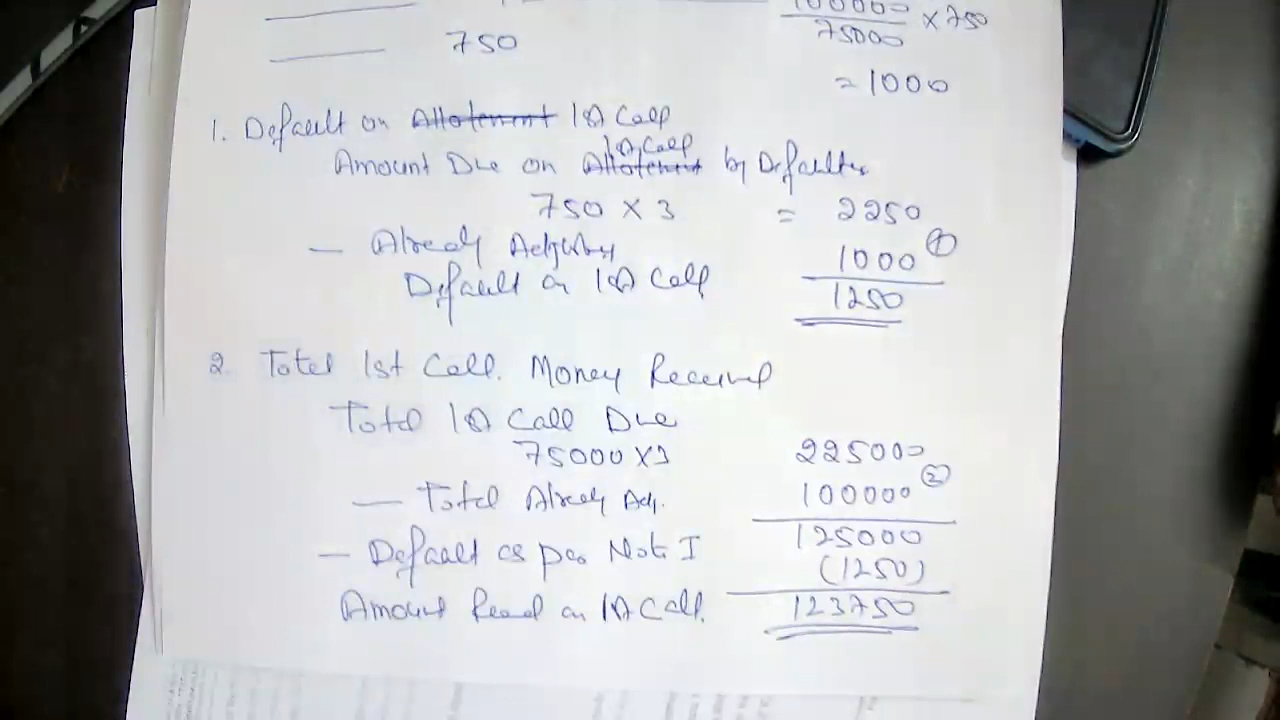 100000
75000 × 750
750
= 1000
1. Default on Allotement 1st Call
1st Call
Amount Due on Allotement by Defaulter
750 × 3 = 2250
— Already Adjusted 1000 ①
Default on 1st Call 1250
2. Total 1st Call. Money Received
Total 1st Call Due
75000 × 3 225000
— Total Already Adj. 100000 ②
125000
— Default as per Note I (1250)
Amount Recd on 1st Call. 123750